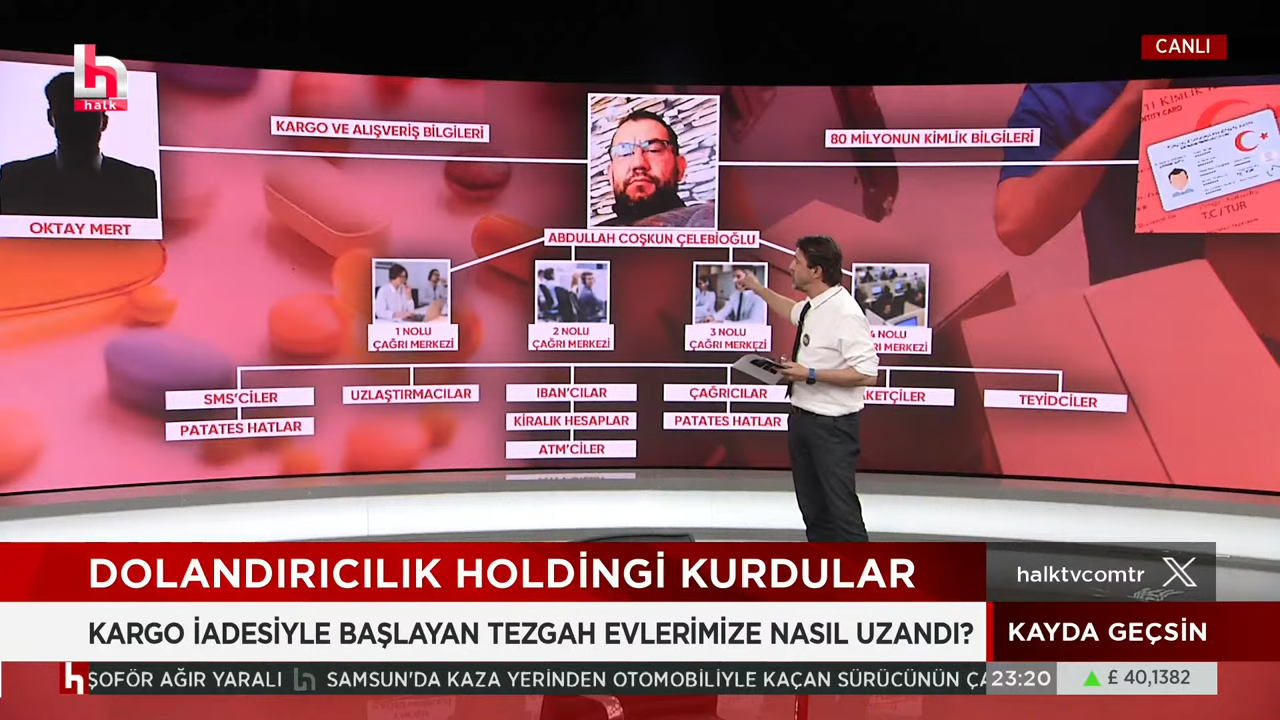 CANLI
h
halk
KARGO VE ALIŞVERİŞ BİLGİLERİ
80 MİLYONUN KİMLİK BİLGİLERİ
OKTAY MERT
ABDULLAH COŞKUN ÇELEBİOĞLU
T.C / TUR
1 NOLU
ÇAĞRI MERKEZİ
2 NOLU
ÇAĞRI MERKEZİ
3 NOLU
ÇAĞRI MERKEZİ
4 NOLU
RI MERKEZİ
SMS'CİLER
PATATES HATLAR
UZLAŞTIRMACILAR
IBAN'CILAR
KİRALIK HESAPLAR
ATM'CİLER
ÇAĞRICILAR
PATATES HATLAR
AKETÇİLER
TEYİDCİLER
DOLANDIRICILIK HOLDİNGİ KURDULAR
halktvcomtr X
KARGO İADESİYLE BAŞLAYAN TEZGAH EVLERİMİZE NASIL UZANDI?
KAYDA GEÇSİN
ŞOFÖR AĞIR YARALI
SAMSUN'DA KAZA YERİNDEN OTOMOBİLİYLE KAÇAN SÜRÜCÜNÜN ÇA
23:20
£ 40,1382